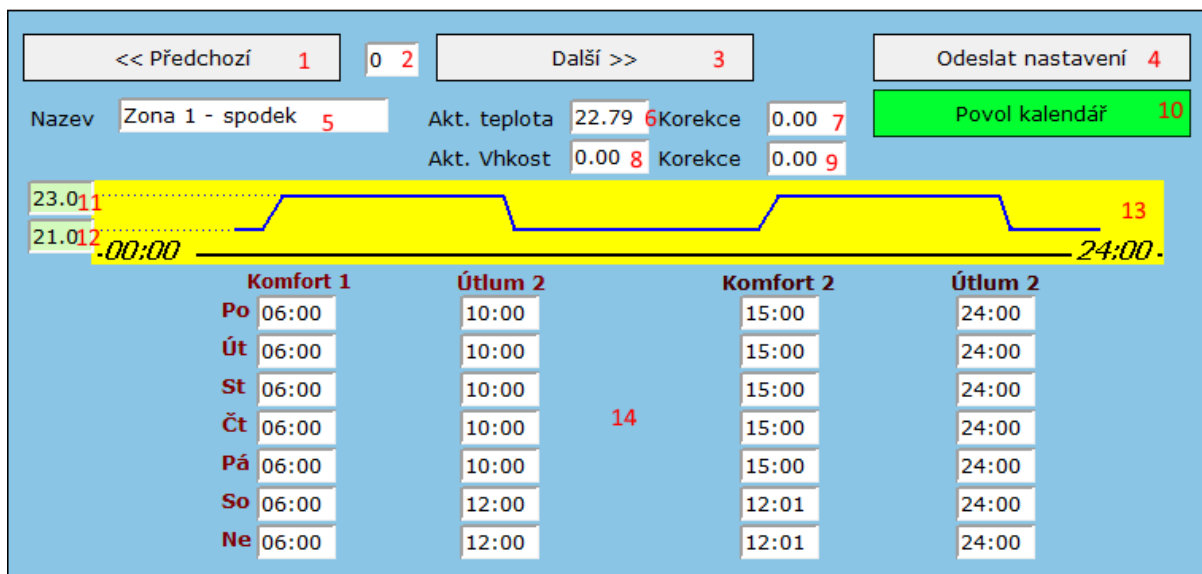 << Předchozí 1 0 2 Další >> 3 Odeslat nastavení 4
Nazev Zona 1 - spodek 5 Akt. teplota 22.79 6 Korekce 0.00 7 Povol kalendář 10
Akt. Vhkost 0.00 8 Korekce 0.00 9
23.0 11 13
21.0 12
00:00 24:00
Komfort 1 Útlum 2 Komfort 2 Útlum 2
Po 06:00 10:00 15:00 24:00
Út 06:00 10:00 15:00 24:00
St 06:00 10:00 15:00 24:00
Čt 06:00 10:00 14 15:00 24:00
Pá 06:00 10:00 15:00 24:00
So 06:00 12:00 12:01 24:00
Ne 06:00 12:00 12:01 24:00